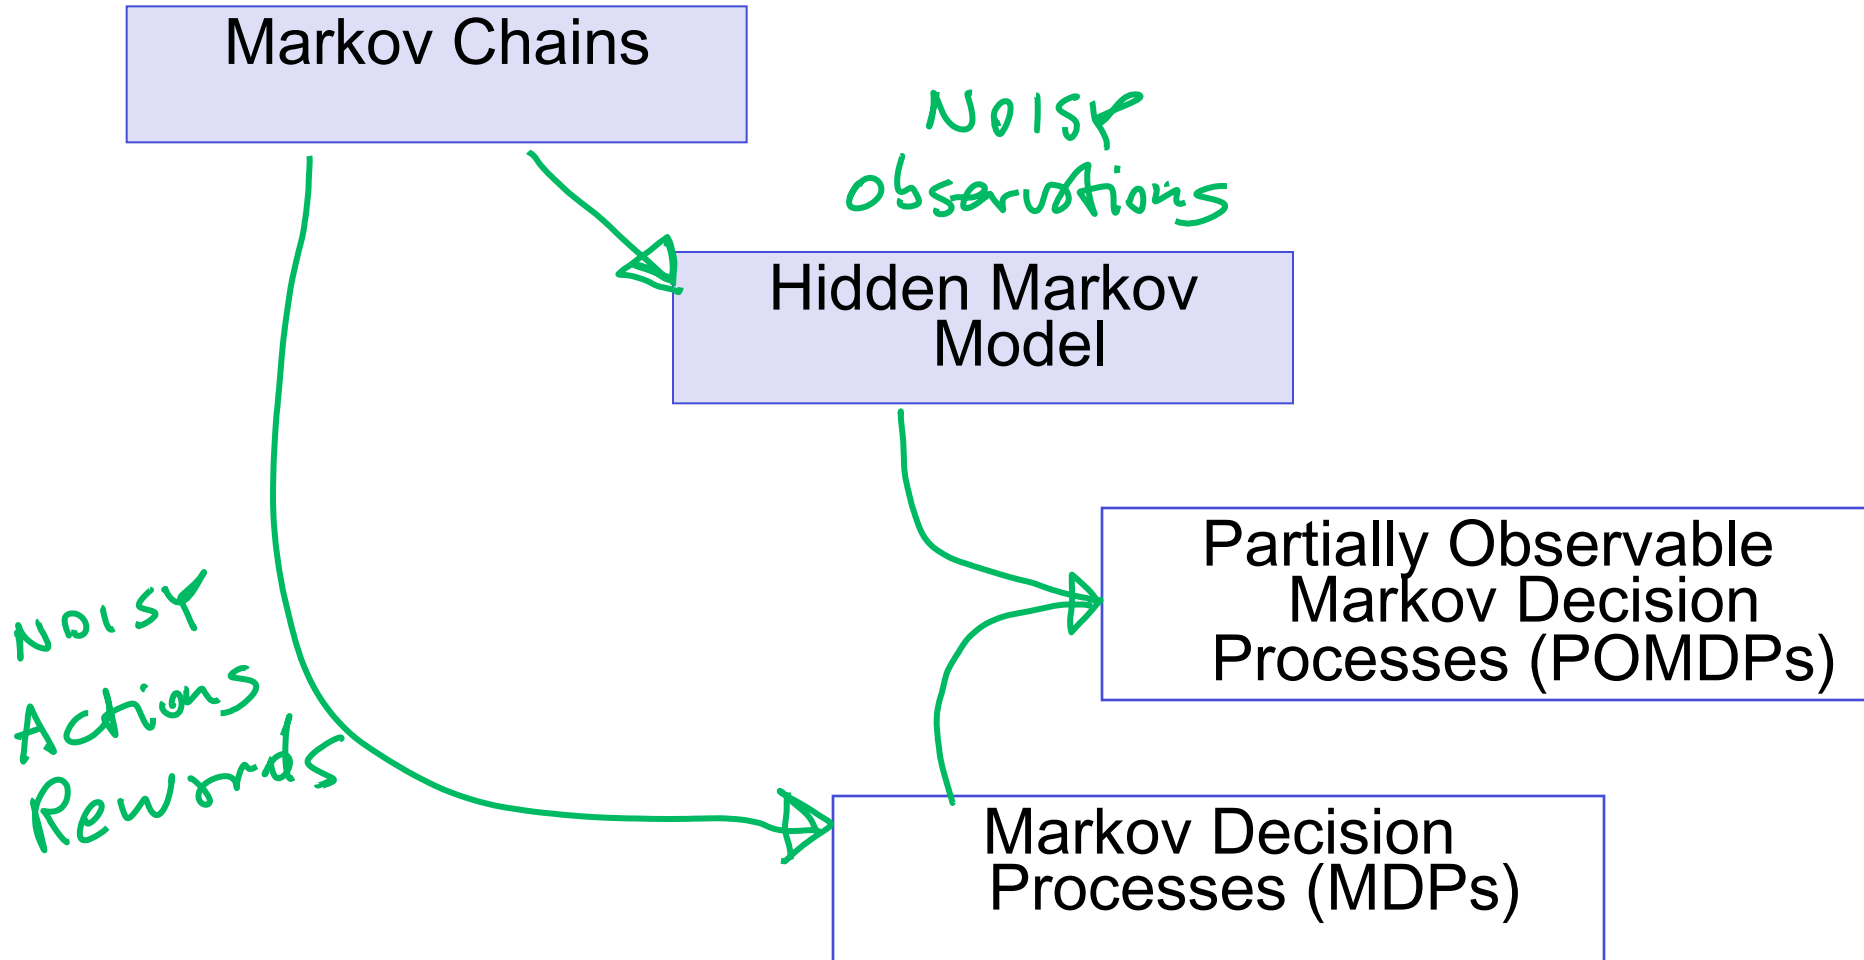 Markov Chains
NOISY
Observations
Hidden Markov
Model
Partially Observable
Markov Decision
Processes (POMDPs)
NOISY
Actions
Rewards
Markov Decision
Processes (MDPs)